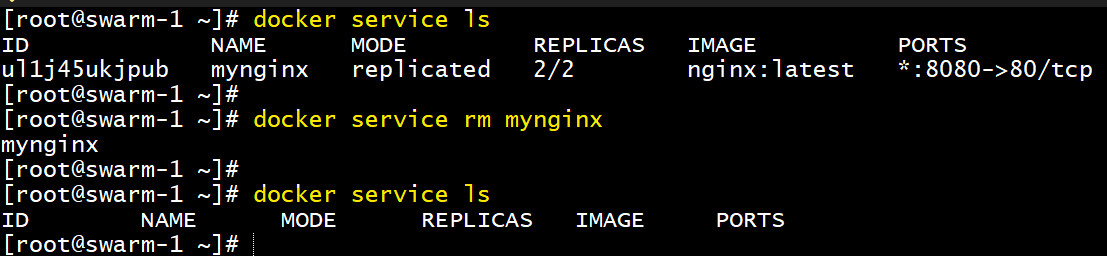 [root@swarm-1 ~]# docker service ls
ID NAME MODE REPLICAS IMAGE PORTS
ul1j45ukjpub mynginx replicated 2/2 nginx:latest *:8080->80/tcp
[root@swarm-1 ~]#
[root@swarm-1 ~]# docker service rm mynginx
mynginx
[root@swarm-1 ~]#
[root@swarm-1 ~]# docker service ls
ID NAME MODE REPLICAS IMAGE PORTS
[root@swarm-1 ~]#